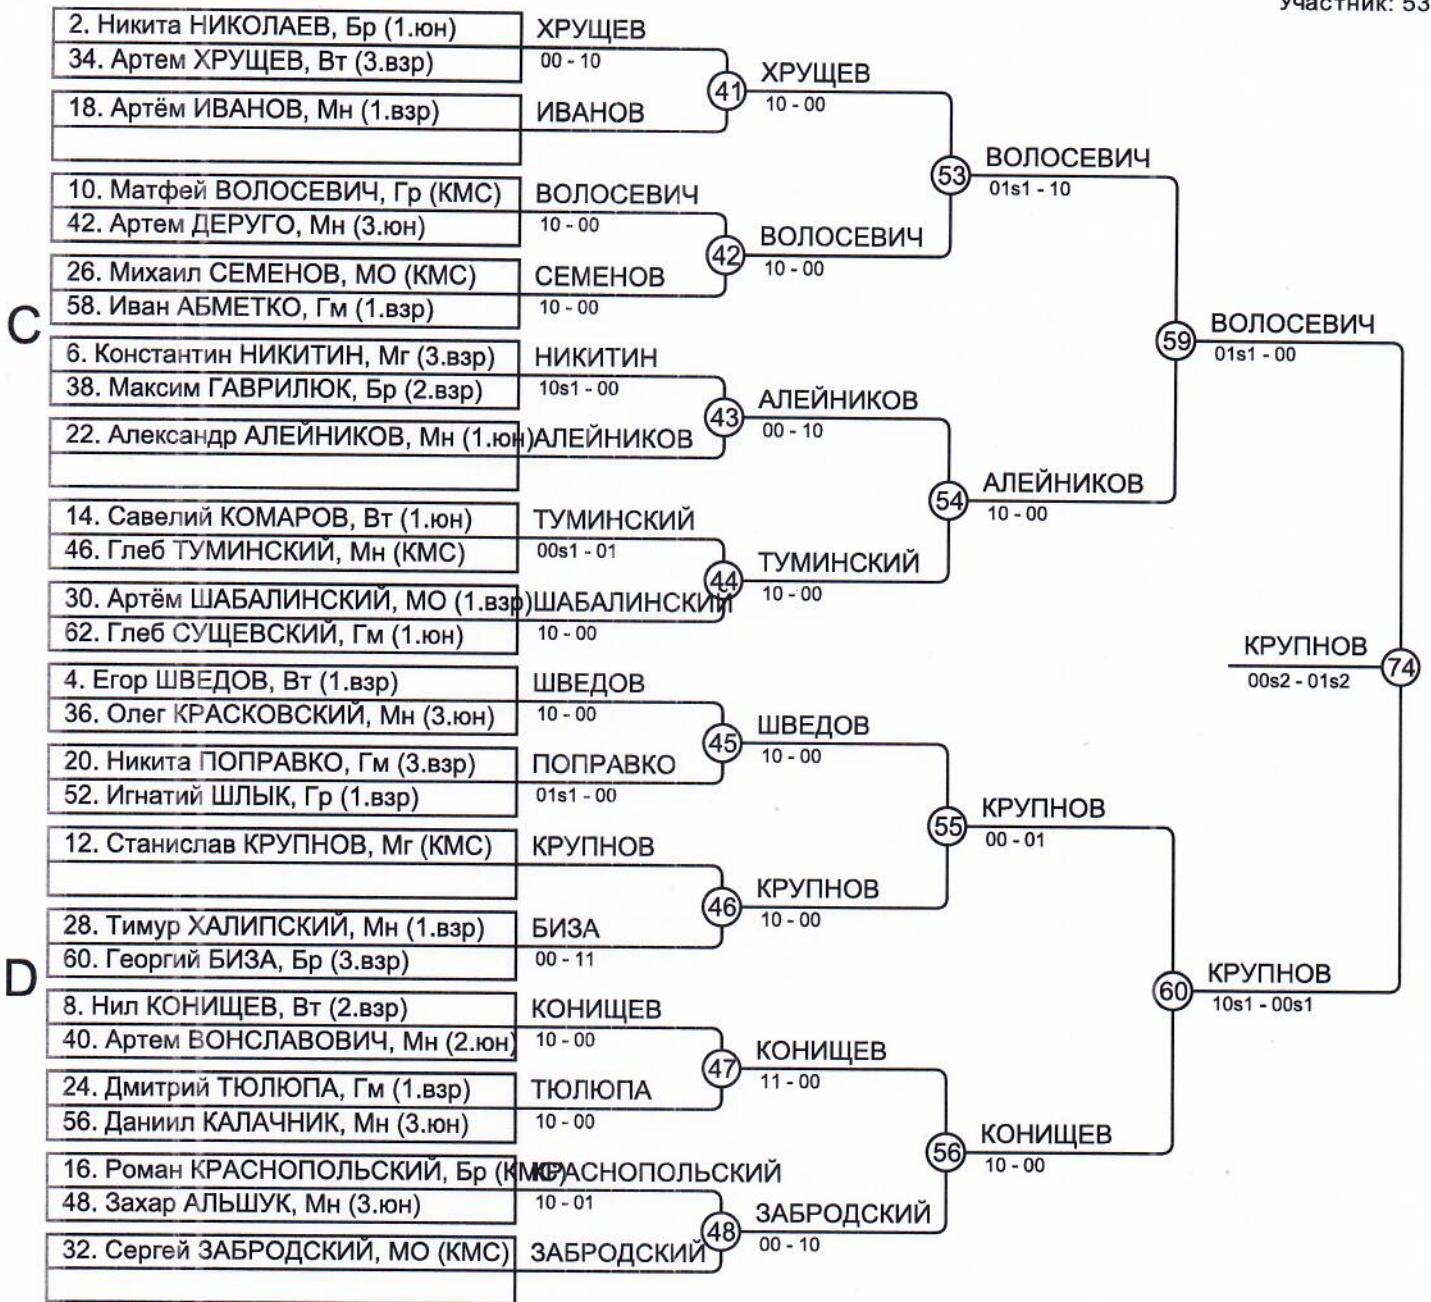 Участник: 53
2. Никита НИКОЛАЕВ, Бр (1.юн)
34. Артем ХРУЩЕВ, Вт (3.взр)
18. Артём ИВАНОВ, Мн (1.взр)
10. Матфей ВОЛОСЕВИЧ, Гр (КМС)
42. Артем ДЕРУГО, Мн (3.юн)
26. Михаил СЕМЕНОВ, МО (КМС)
58. Иван АБМЕТКО, Гм (1.взр)
C
6. Константин НИКИТИН, Мг (3.взр)
38. Максим ГАВРИЛЮК, Бр (2.взр)
22. Александр АЛЕЙНИКОВ, Мн (1.юн)
14. Савелий КОМАРОВ, Вт (1.юн)
46. Глеб ТУМИНСКИЙ, Мн (КМС)
30. Артём ШАБАЛИНСКИЙ, МО (1.взр)
62. Глеб СУЩЕВСКИЙ, Гм (1.юн)
4. Егор ШВЕДОВ, Вт (1.взр)
36. Олег КРАСКОВСКИЙ, Мн (3.юн)
20. Никита ПОПРАВКО, Гм (3.взр)
52. Игнатий ШЛЫК, Гр (1.взр)
12. Станислав КРУПНОВ, Мг (КМС)
28. Тимур ХАЛИПСКИЙ, Мн (1.взр)
60. Георгий БИЗА, Бр (3.взр)
D
8. Нил КОНИЩЕВ, Вт (2.взр)
40. Артем ВОНСЛАВОВИЧ, Мн (2.юн)
24. Дмитрий ТЮЛЮПА, Гм (1.взр)
56. Даниил КАЛАЧНИК, Мн (3.юн)
16. Роман КРАСНОПОЛЬСКИЙ, Бр (КМС)
48. Захар АЛЬШУК, Мн (3.юн)
32. Сергей ЗАБРОДСКИЙ, МО (КМС)
ХРУЩЕВ
00 - 10
ИВАНОВ
ВОЛОСЕВИЧ
10 - 00
СЕМЕНОВ
10 - 00
НИКИТИН
10s1 - 00
АЛЕЙНИКОВ
ТУМИНСКИЙ
00s1 - 01
ШАБАЛИНСКИЙ
10 - 00
ШВЕДОВ
10 - 00
ПОПРАВКО
01s1 - 00
КРУПНОВ
БИЗА
00 - 11
КОНИЩЕВ
10 - 00
ТЮЛЮПА
10 - 00
КРАСНОПОЛЬСКИЙ
10 - 01
ЗАБРОДСКИЙ
41
ХРУЩЕВ
10 - 00
42
ВОЛОСЕВИЧ
10 - 00
43
АЛЕЙНИКОВ
00 - 10
44
ТУМИНСКИЙ
10 - 00
45
ШВЕДОВ
10 - 00
46
КРУПНОВ
10 - 00
47
КОНИЩЕВ
11 - 00
48
ЗАБРОДСКИЙ
00 - 10
53
ВОЛОСЕВИЧ
01s1 - 10
54
АЛЕЙНИКОВ
10 - 00
55
КРУПНОВ
00 - 01
56
КОНИЩЕВ
10 - 00
59
ВОЛОСЕВИЧ
01s1 - 00
60
КРУПНОВ
10s1 - 00s1
КРУПНОВ
74
00s2 - 01s2